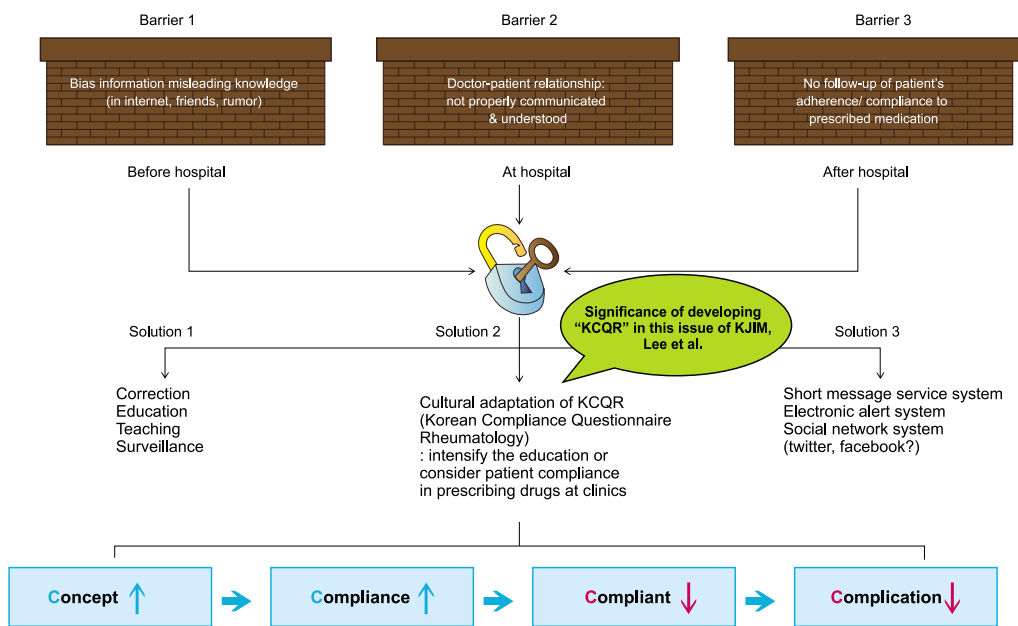 Barrier 1
Barrier 2
Barrier 3
Bias information misleading knowledge
(in internet, friends, rumor)
Doctor-patient relationship:
not properly communicated
& understood
No follow-up of patient's
adherence/ compliance to
prescribed medication
Before hospital
At hospital
After hospital
Significance of developing
“KCQR” in this issue of KJIM,
Lee et al.
Solution 1
Solution 2
Solution 3
Correction
Education
Teaching
Surveillance
Cultural adaptation of KCQR
(Korean Compliance Questionnaire
Rheumatology)
: intensify the education or
consider patient compliance
in prescribing drugs at clinics
Short message service system
Electronic alert system
Social network system
(twitter, facebook?)
Concept
Compliance
Compliant
Complication